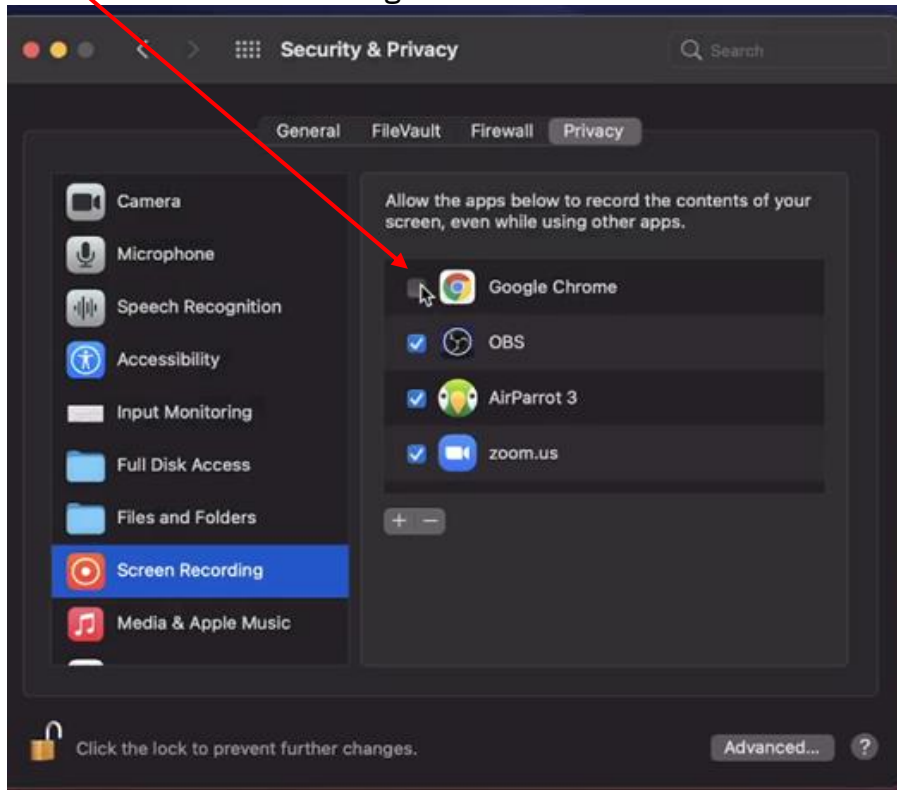 Security & Privacy
Search
General FileVault Firewall Privacy
Camera
Microphone
Speech Recognition
Accessibility
Input Monitoring
Full Disk Access
Files and Folders
Screen Recording
Media & Apple Music
Allow the apps below to record the contents of your
screen, even while using other apps.
Google Chrome
OBS
AirParrot 3
zoom.us
+ −
Click the lock to prevent further changes.
Advanced... ?